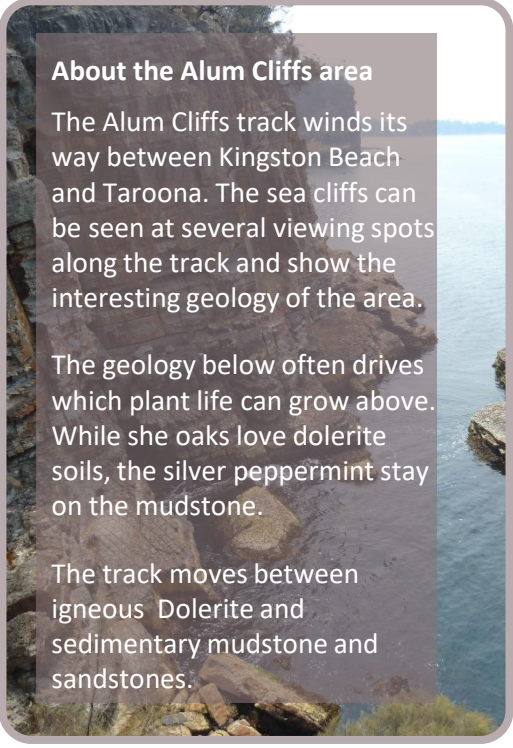 About the Alum Cliffs area
The Alum Cliffs track winds its
way between Kingston Beach
and Taroona. The sea cliffs can
be seen at several viewing spots
along the track and show the
interesting geology of the area.
The geology below often drives
which plant life can grow above.
While she oaks love dolerite
soils, the silver peppermint stay
on the mudstone.
The track moves between
igneous  Dolerite and
sedimentary mudstone and
sandstones.